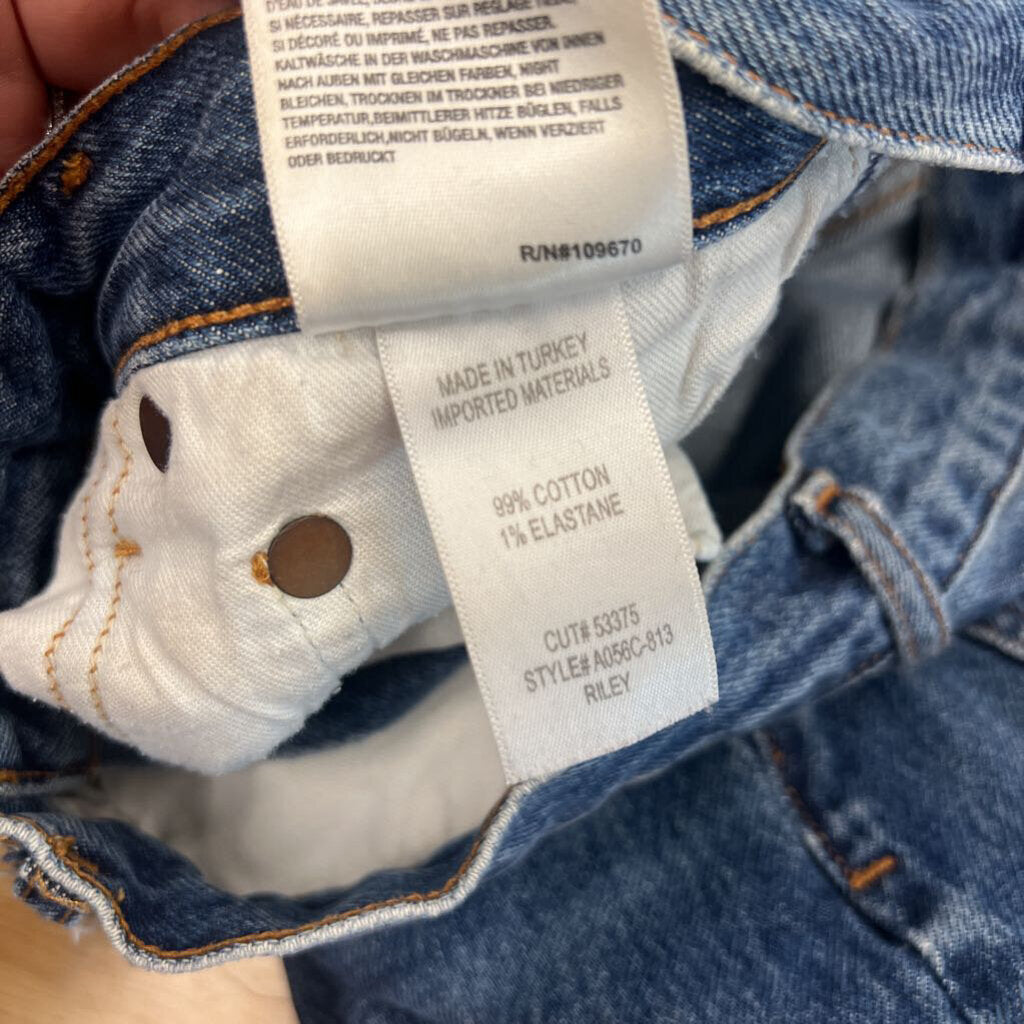 SI NÉCESSAIRE, REPASSER SUR RÉGLAGE
SI DÉCORÉ OU IMPRIMÉ, NE PAS REPASSER.
KALTWÄSCHE IN DER WASCHMASCHINE VON INNEN
NACH AUßEN MIT GLEICHEN FARBEN, NIGHT
BLEICHEN, TROCKNEN IM TROCKNER BEI NIEDRIGER
TEMPERATUR,BEIMITTLERER HITZE BÜGLEN, FALLS
ERFORDERLICH,NICHT BÜGELN, WENN VERZIERT
ODER BEDRUCKT
R/N#109670
MADE IN TURKEY
IMPORTED MATERIALS
99% COTTON
1% ELASTANE
CUT# 53375
STYLE# A056C-813
RILEY